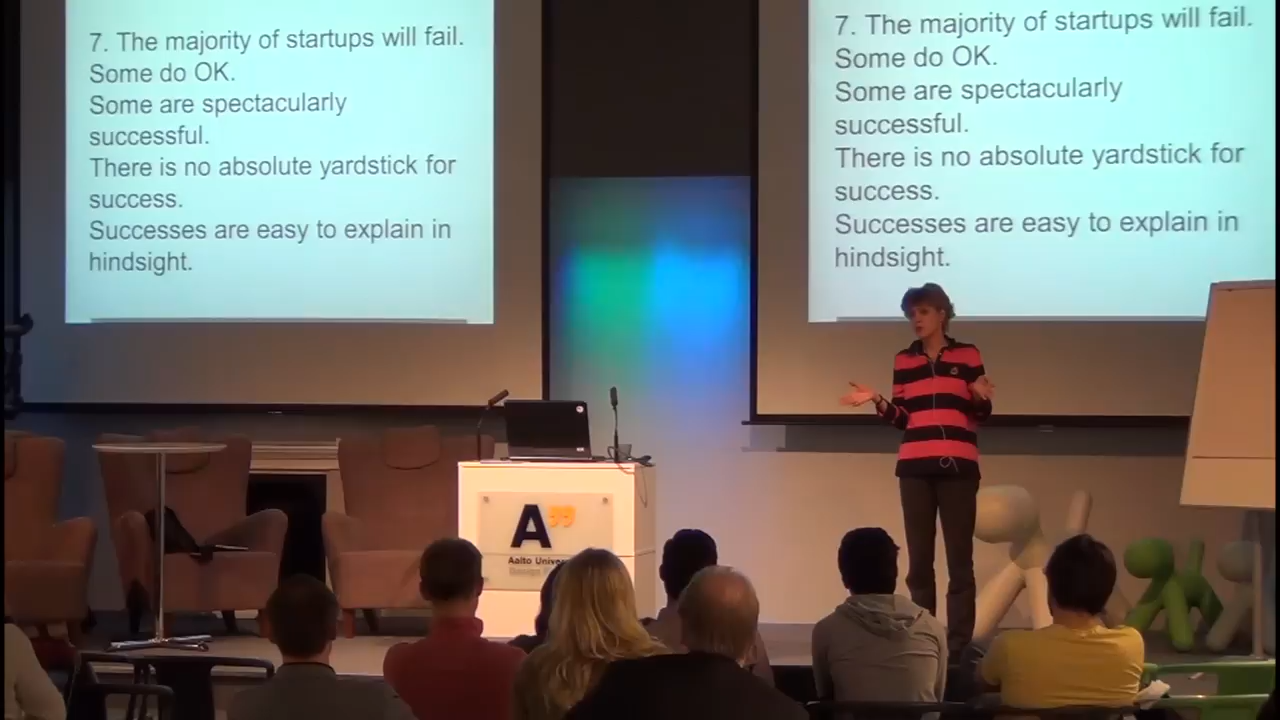 7. The majority of startups will fail.
Some do OK.
Some are spectacularly
successful.
There is no absolute yardstick for
success.
Successes are easy to explain in
hindsight.
7. The majority of startups will fail.
Some do OK.
Some are spectacularly
successful.
There is no absolute yardstick for
success.
Successes are easy to explain in
hindsight.
A”
Aalto